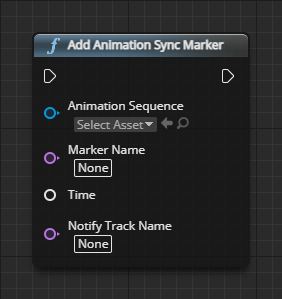 f Add Animation Sync Marker
Animation Sequence
Select Asset
Marker Name
None
Time
Notify Track Name
None